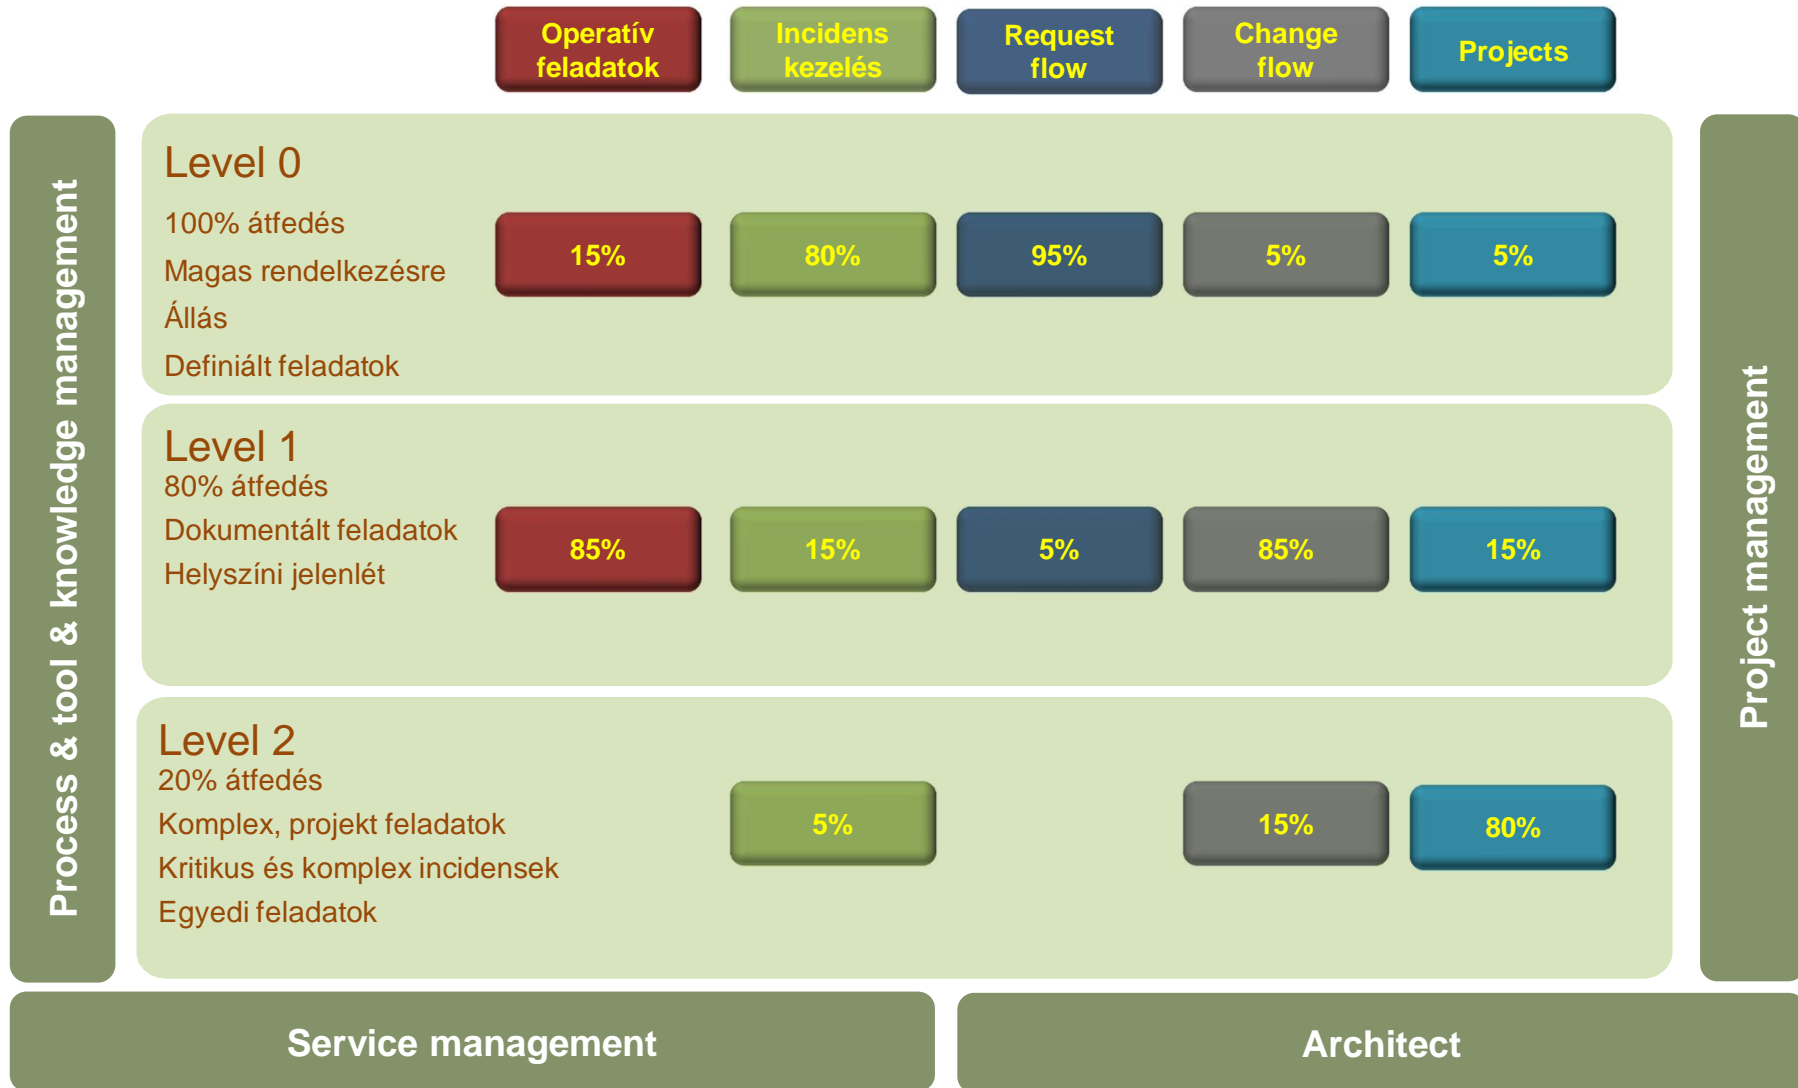 Operatív
feladatok
Incidens
kezelés
Request
flow
Change
flow
Projects
Process & tool & knowledge management
Level 0
100% átfedés
Magas rendelkezésre
Állás
Definiált feladatok
15%
80%
95%
5%
5%
Level 1
80% átfedés
Dokumentált feladatok
Helyszíni jelenlét
85%
15%
5%
85%
15%
Level 2
20% átfedés
Komplex, projekt feladatok
Kritikus és komplex incidensek
Egyedi feladatok
5%
15%
80%
Project management
Service management
Architect